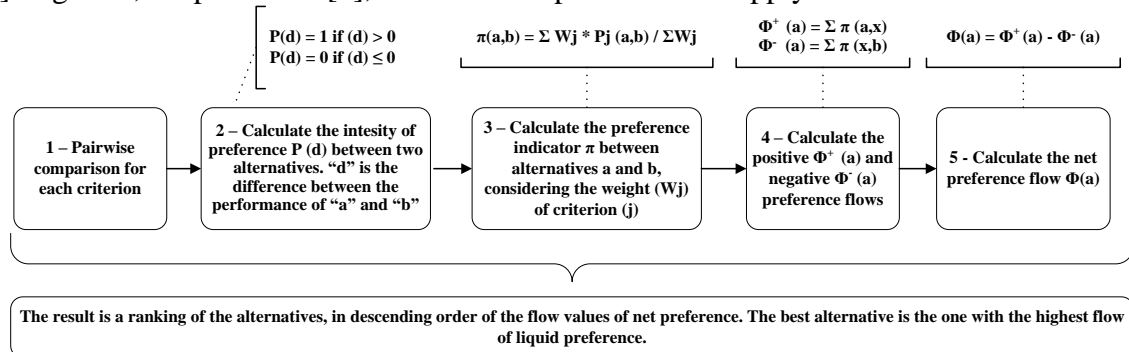 P(d) = 1 if (d) > 0
P(d) = 0 if (d) ≤ 0
π(a,b) = Σ Wj * Pj (a,b) / ΣWj
Φ⁺ (a) = Σ π (a,x)
Φ⁻ (a) = Σ π (x,b)
Φ(a) = Φ⁺ (a) - Φ⁻ (a)
1 – Pairwise
comparison for
each criterion
2 – Calculate the intesity of
preference P (d) between two
alternatives. “d” is the
difference between the
performance of “a” and “b”
3 – Calculate the preference
indicator π between
alternatives a and b,
considering the weight (Wj)
of criterion (j)
4 – Calculate the
positive Φ⁺ (a) and
negative Φ⁻ (a)
preference flows
5 - Calculate the net
preference flow Φ(a)
The result is a ranking of the alternatives, in descending order of the flow values of net preference. The best alternative is the one with the highest flow
of liquid preference.